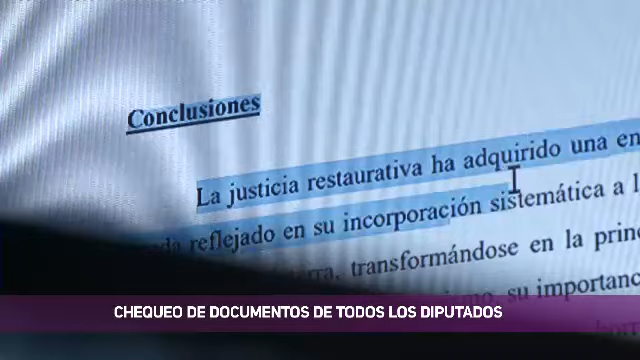 Conclusiones
La justicia restaurativa ha adquirido una en
reflejado en su incorporación sistemática a l
transformándose en la prin
su importanc
CHEQUEO DE DOCUMENTOS DE TODOS LOS DIPUTADOS